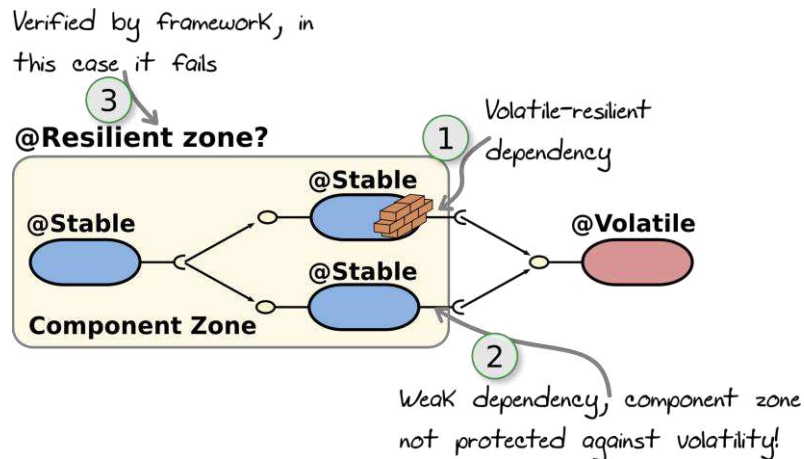 Verified by framework, in
this case it fails
3
@Resilient zone?
1
Volatile-resilient
dependency
@Stable
@Stable
@Volatile
@Stable
Component Zone
2
Weak dependency, component zone
not protected against volatility!